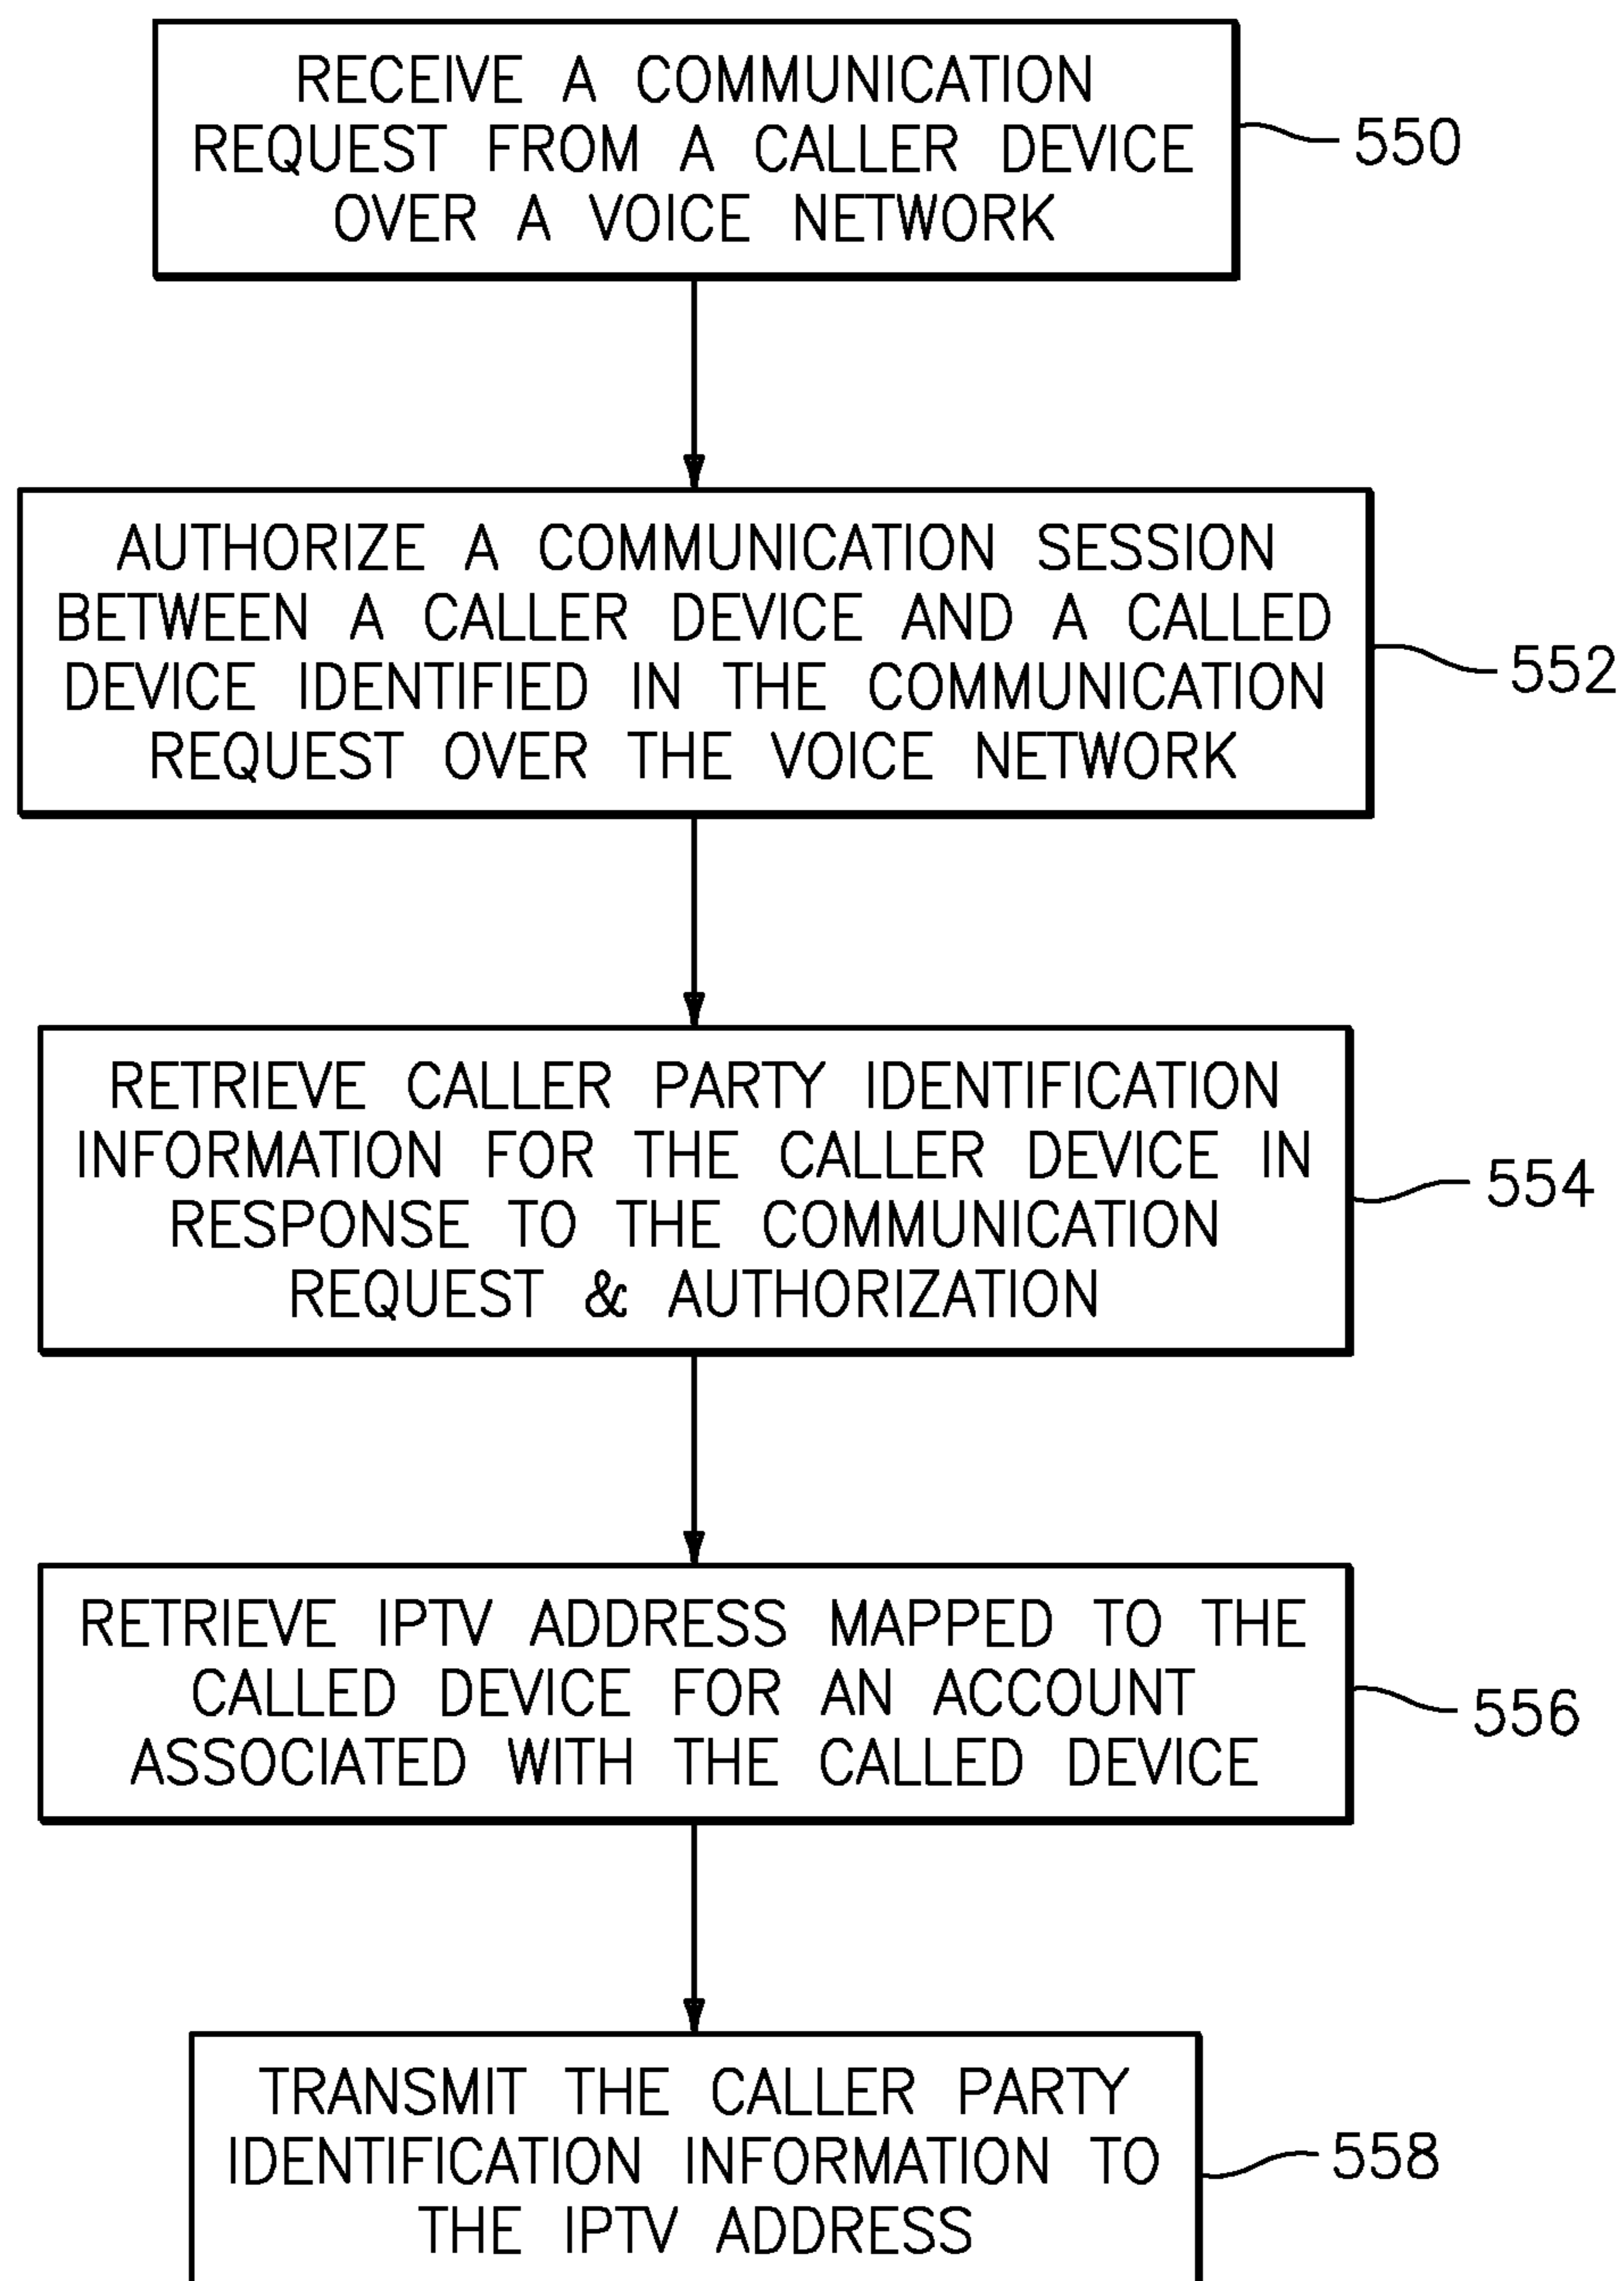 RECEIVE A COMMUNICATION
REQUEST FROM A CALLER DEVICE
OVER A VOICE NETWORK
550
AUTHORIZE A COMMUNICATION SESSION
BETWEEN A CALLER DEVICE AND A CALLED
DEVICE IDENTIFIED IN THE COMMUNICATION
REQUEST OVER THE VOICE NETWORK
552
RETRIEVE CALLER PARTY IDENTIFICATION
INFORMATION FOR THE CALLER DEVICE IN
RESPONSE TO THE COMMUNICATION
REQUEST & AUTHORIZATION
554
RETRIEVE IPTV ADDRESS MAPPED TO THE
CALLED DEVICE FOR AN ACCOUNT
ASSOCIATED WITH THE CALLED DEVICE
556
TRANSMIT THE CALLER PARTY
IDENTIFICATION INFORMATION TO
THE IPTV ADDRESS
558